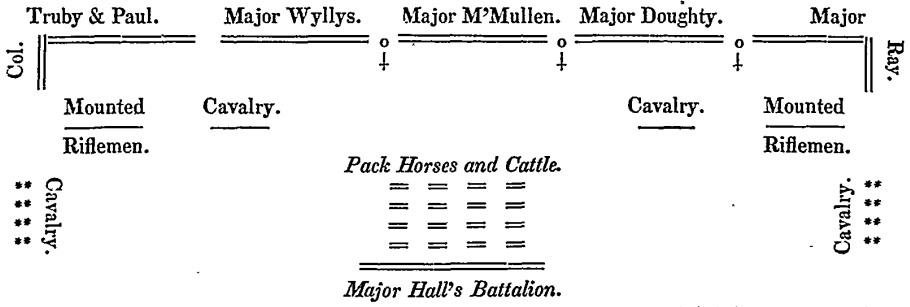 Col. Truby & Paul. Major Wyllys. Major M'Mullen. Major Doughty. Major Ray.
Mounted Riflemen.
Cavalry.
Cavalry.
Mounted Riflemen.
Pack Horses and Cattle.
Cavalry.
Cavalry.
Major Hall's Battalion.